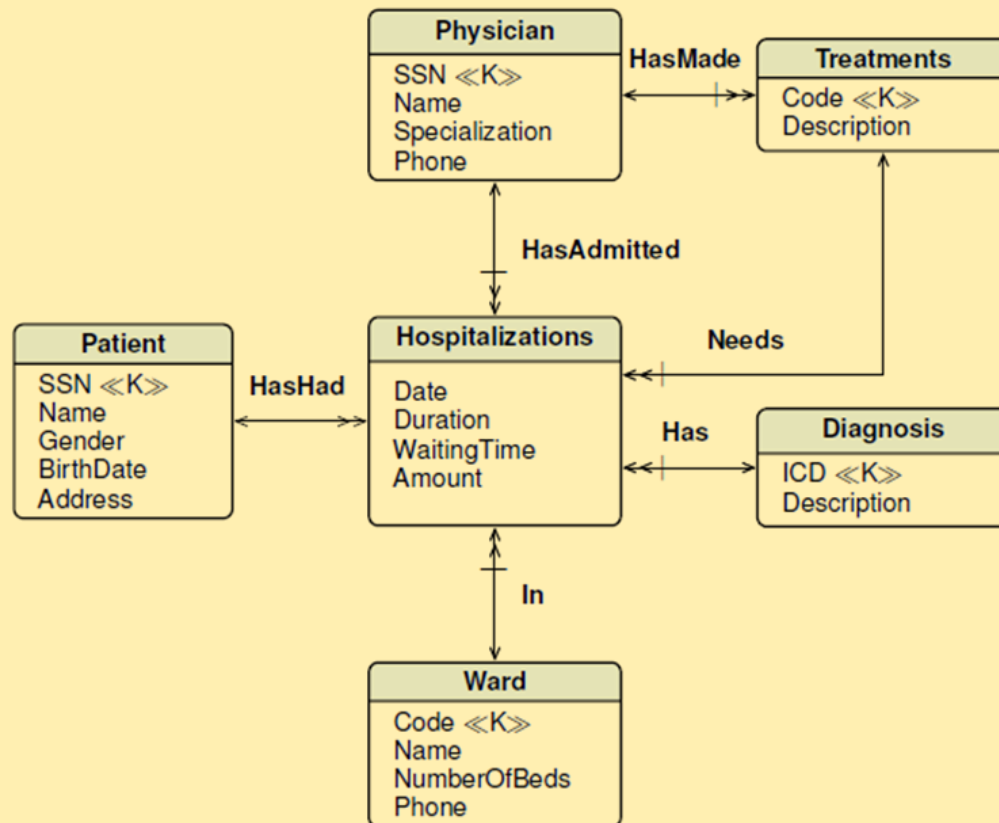 Physician
SSN ≪K≫
Name
Specialization
Phone
HasMade
Treatments
Code ≪K≫
Description
HasAdmitted
Patient
SSN ≪K≫
Name
Gender
BirthDate
Address
HasHad
Hospitalizations
Date
Duration
WaitingTime
Amount
Needs
Has
Diagnosis
ICD ≪K≫
Description
In
Ward
Code ≪K≫
Name
NumberOfBeds
Phone